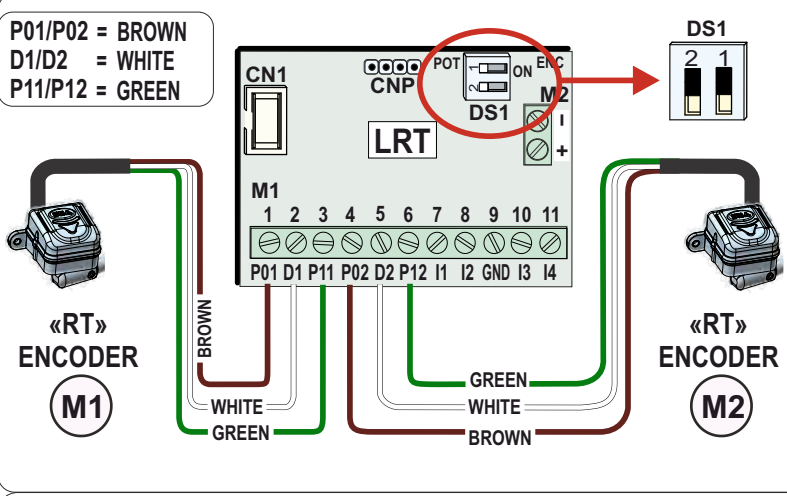 P01/P02 = BROWN
D1/D2 = WHITE
P11/P12 = GREEN
DS1
2 1
CN1
CNP
POT
1
2
ON
ENC
DS1
M2
-
+
LRT
M1
1 2 3 4 5 6 7 8 9 10 11
P01 D1 P11 P02 D2 P12 I1 I2 GND I3 I4
«RT»
ENCODER
M1
BROWN
WHITE
GREEN
GREEN
WHITE
BROWN
«RT»
ENCODER
M2